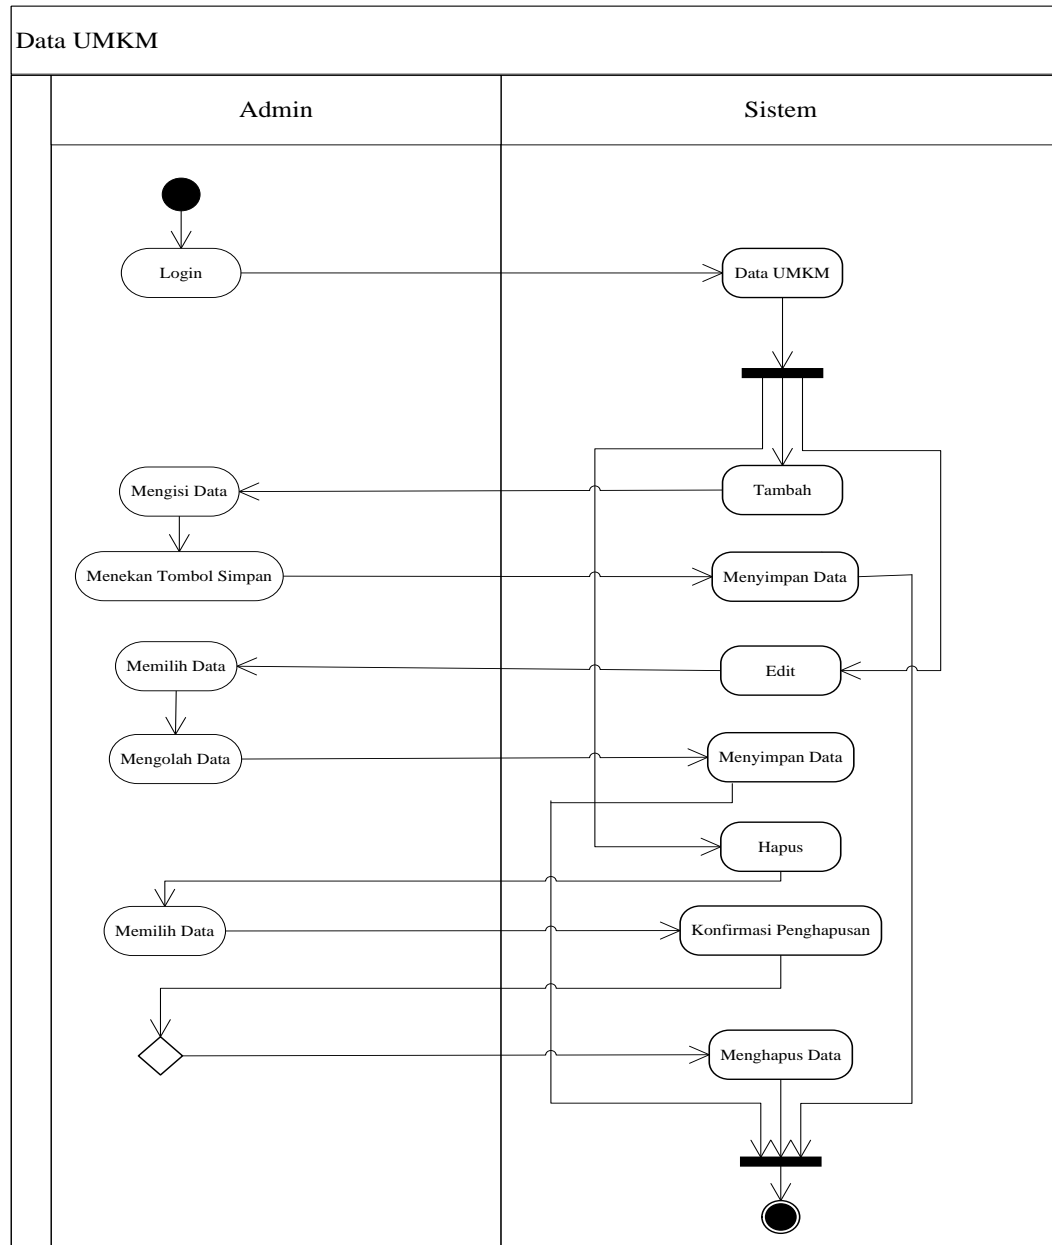 Data UMKM
Admin
Sistem
Login
Data UMKM
Mengisi Data
Tambah
Menekan Tombol Simpan
Menyimpan Data
Memilih Data
Edit
Mengolah Data
Menyimpan Data
Hapus
Memilih Data
Konfirmasi Penghapusan
Menghapus Data